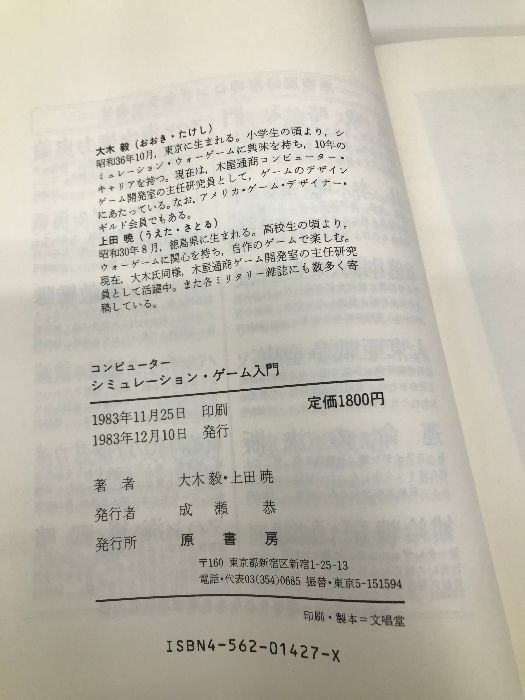 大木 毅（おおき・たけし）
昭和36年10月，東京に生まれる。小学生の頃より，シ
ミュレーション・ウォーゲームに興味を持ち，10年の
キャリアを持つ。現在は，木屋通商コンピューター・
ゲーム開発室の主任研究員として，ゲームのデザイン
にあたっている。なお，アメリカ・ゲーム・デザイナー・
ギルド会員でもある。
上田 暁（うえた・さとる）
昭和30年8月，徳島県に生まれる。高校生の頃より，
ウォーゲームに関心を持ち，自作のゲームで楽しむ。
現在，大木氏同様，木屋通商ゲーム開発室の主任研究
員として活躍中。また各ミリタリー雑誌にも数多く寄
稿している。
コンピューター
シミュレーション・ゲーム入門
1983年11月25日 印刷 定価1800円
1983年12月10日 発行
著者 大木 毅・上田 暁
発行者 成瀬 恭
発行所 原書房
〒160 東京都新宿区新宿1-25-13
電話・代表03(354)0685 振替・東京5-151594
印刷・製本＝文唱堂
ISBN4-562-01427-X